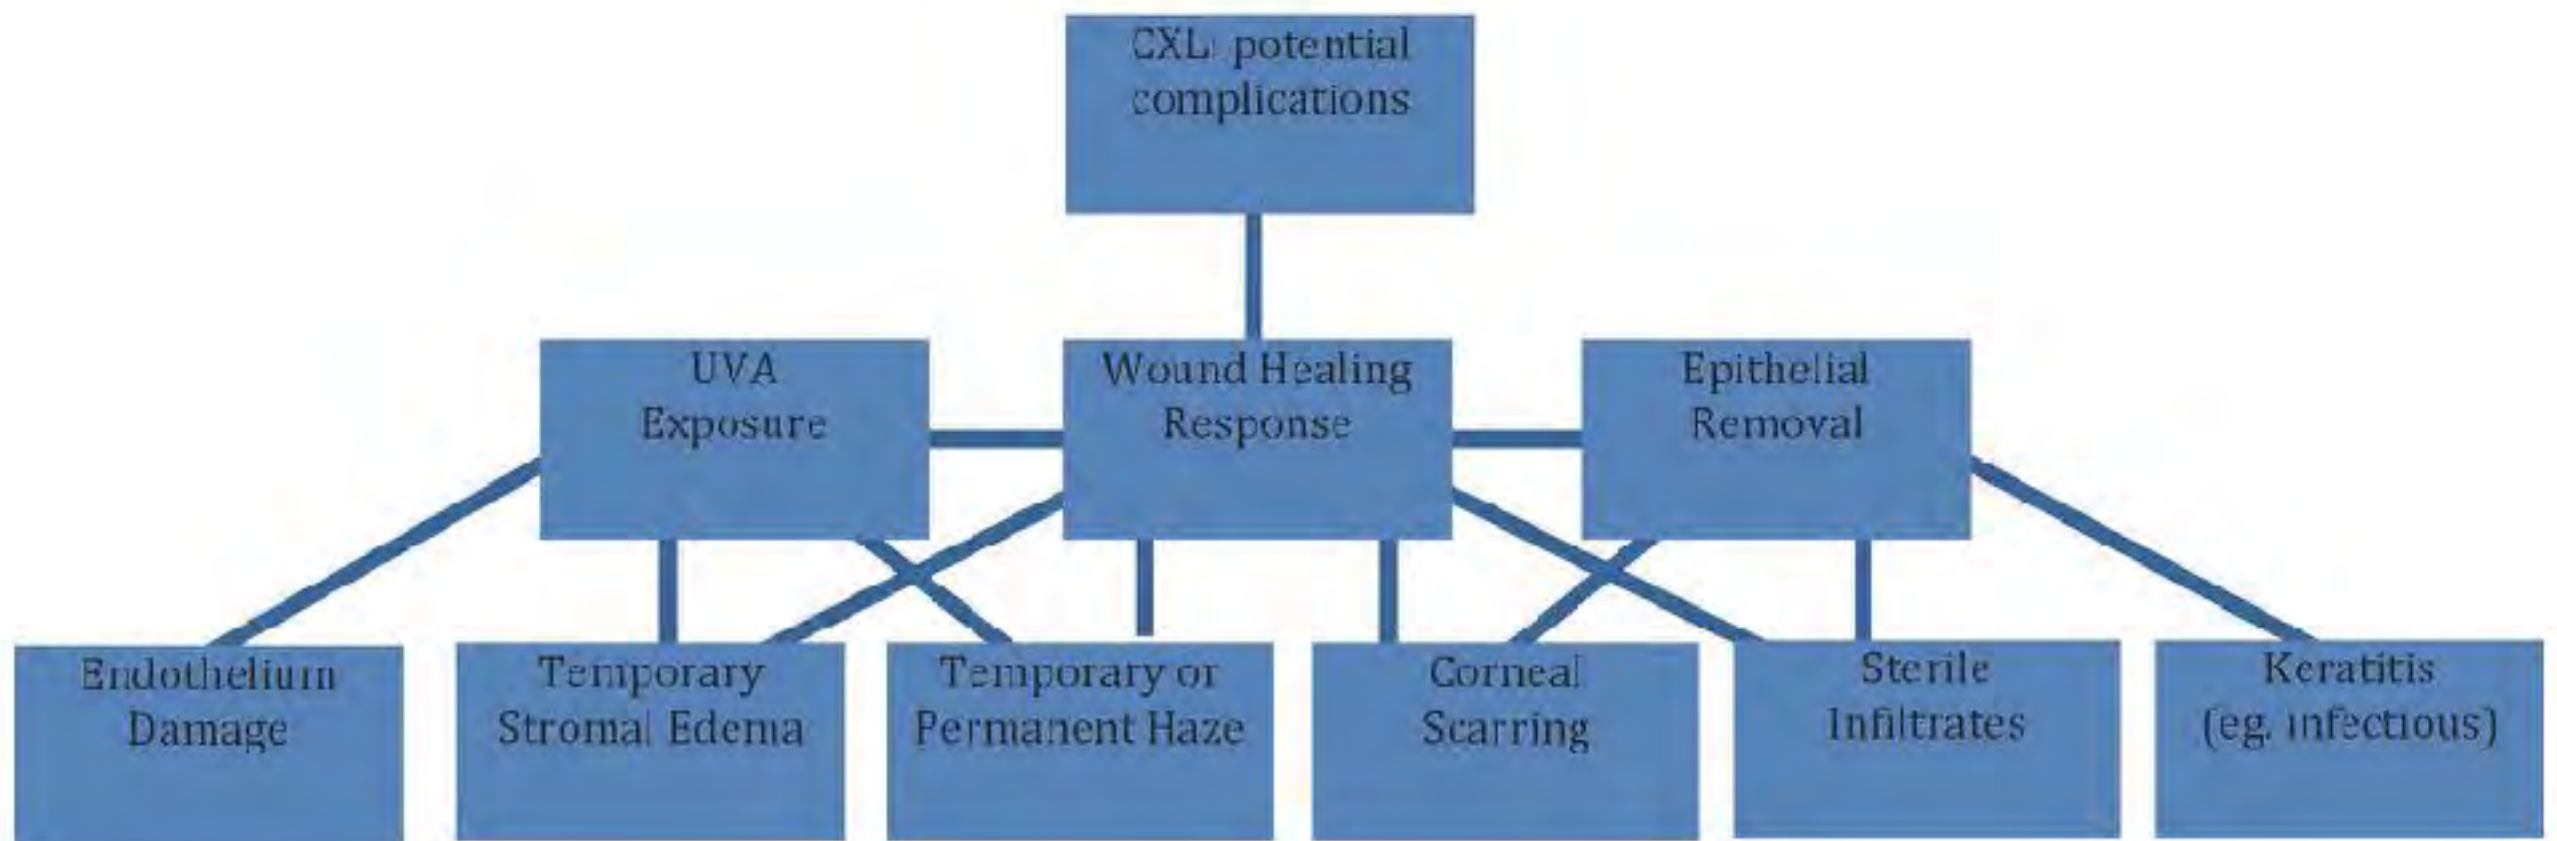 CXL: potential
complications
UVA
Exposure
Wound Healing
Response
Epithelial
Removal
Endothelium
Damage
Temporary
Stromal Edema
Temporary or
Permanent Haze
Corneal
Scarring
Sterile
Infiltrates
Keratitis
(eg. infectious)